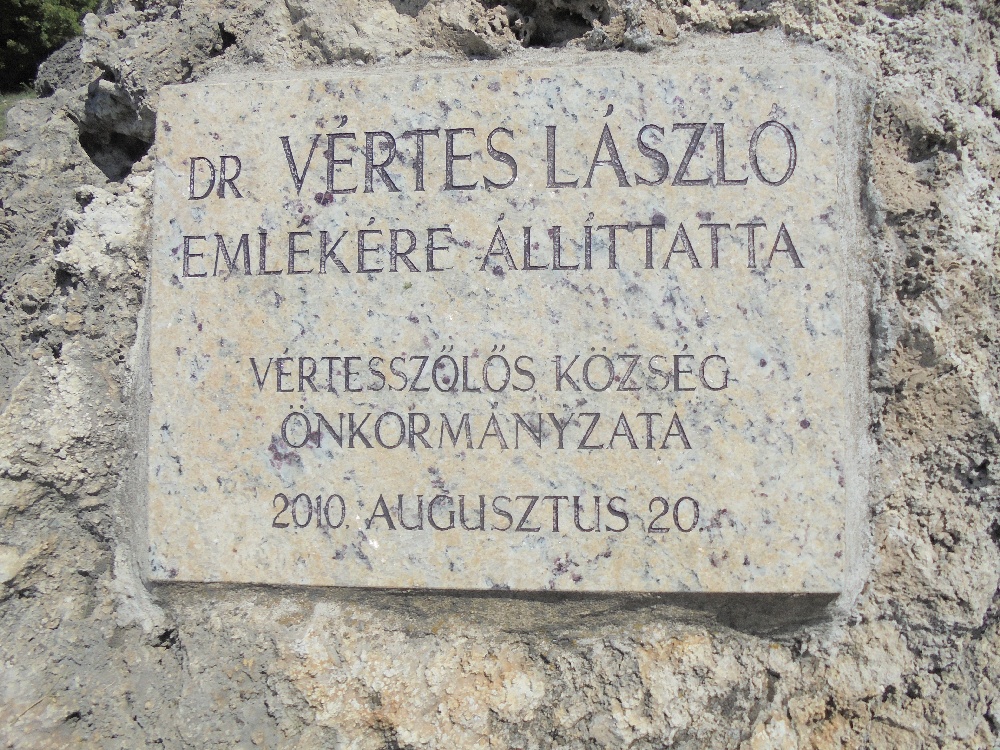 DR VÉRTES LÁSZLÓ
EMLÉKÉRE ÁLLÍTTATTA
VÉRTESSZŐLŐS KÖZSÉG
ÖNKORMÁNYZATA
2010. AUGUSZTUS 20.